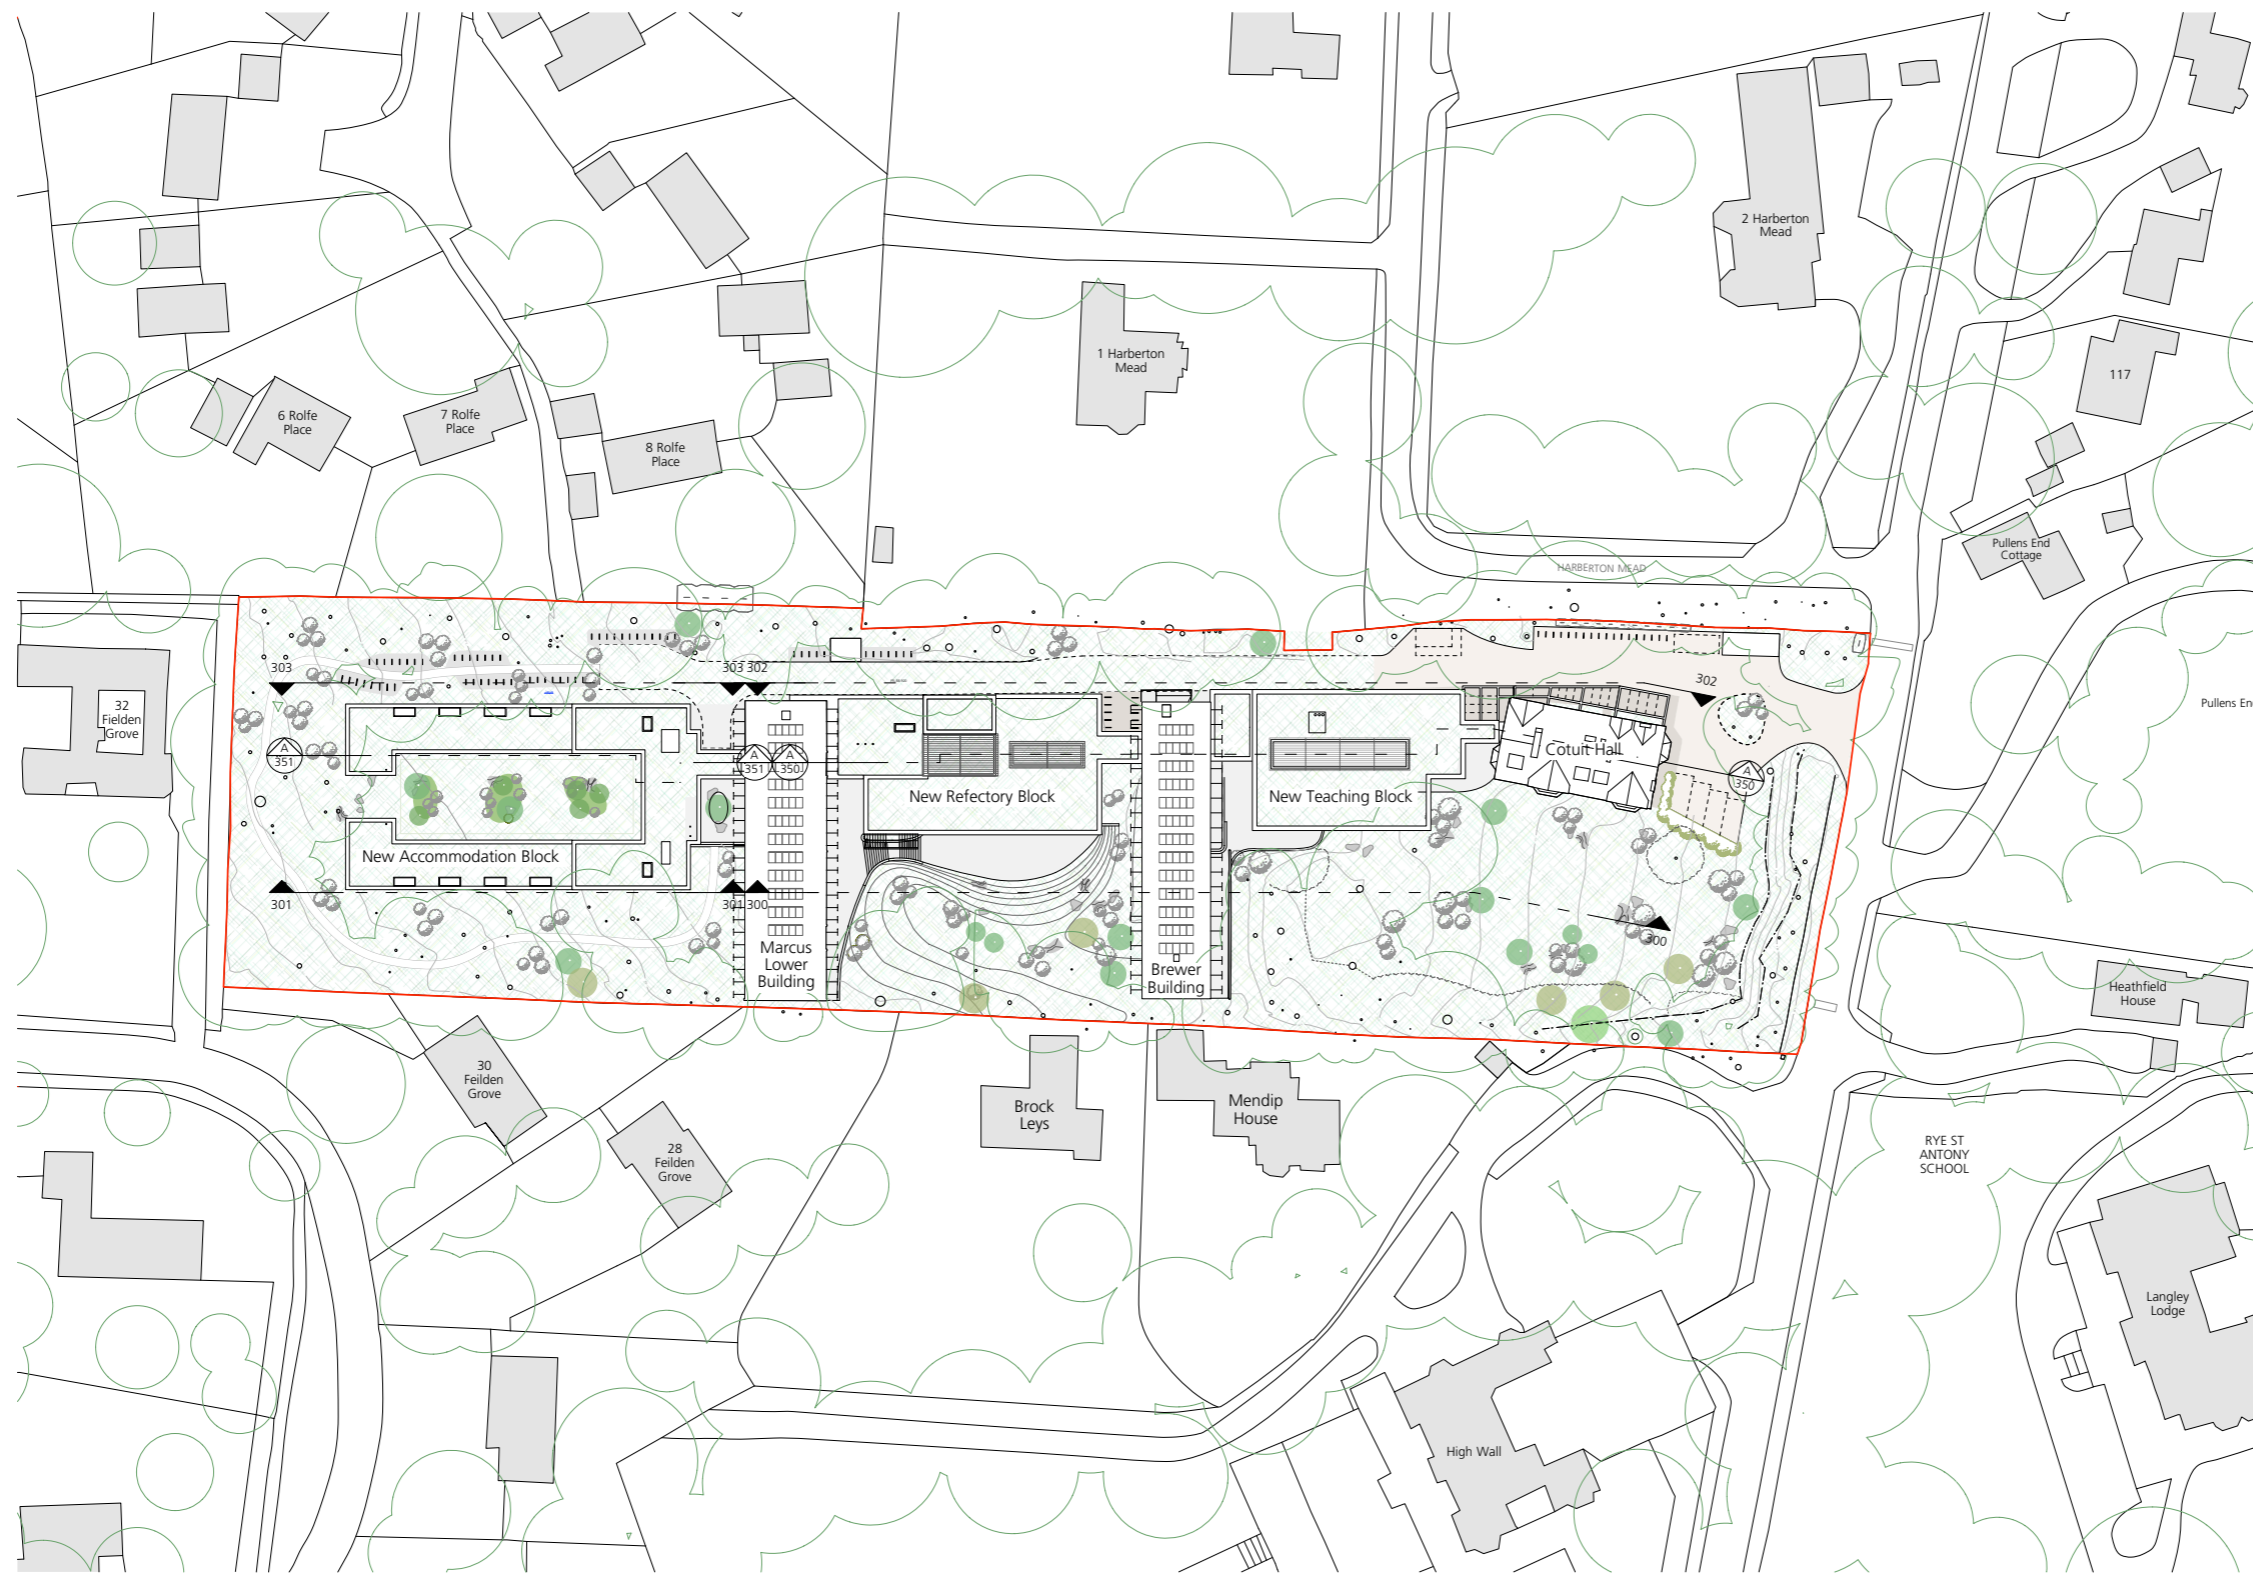 2 Harberton
Mead
1 Harberton
Mead
117
6 Rolfe
Place
7 Rolfe
Place
8 Rolfe
Place
Pullens End
Cottage
HARBERTON MEAD
303
303 302
302
32
Fielden
Grove
Pullens En
A
351
A
351
A
350
Cotuit Hall
A
350
New Refectory Block
New Teaching Block
New Accommodation Block
301
301 300
300
Marcus
Lower
Building
Brewer
Building
Heathfield
House
30
Feilden
Grove
Brock
Leys
Mendip
House
28
Feilden
Grove
RYE ST
ANTONY
SCHOOL
Langley
Lodge
High Wall